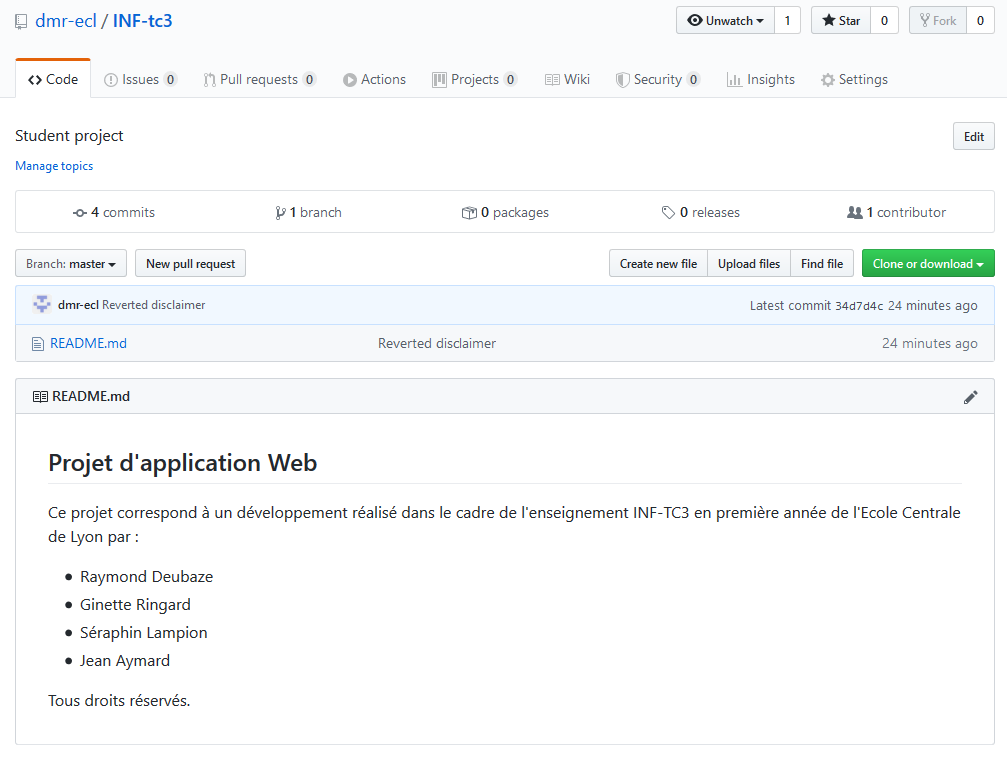 dmr-ecl / INF-tc3
Unwatch 1 Star 0 Fork 0
Code Issues 0 Pull requests 0 Actions Projects 0 Wiki Security 0 Insights Settings
Student project Edit
Manage topics
4 commits 1 branch 0 packages 0 releases 1 contributor
Branch: master New pull request Create new file Upload files Find file Clone or download
dmr-ecl Reverted disclaimer Latest commit 34d7d4c 24 minutes ago
README.md Reverted disclaimer 24 minutes ago
README.md
Projet d'application Web
Ce projet correspond à un développement réalisé dans le cadre de l'enseignement INF-TC3 en première année de l'Ecole Centrale
de Lyon par :
Raymond Deubaze
Ginette Ringard
Séraphin Lampion
Jean Aymard
Tous droits réservés.